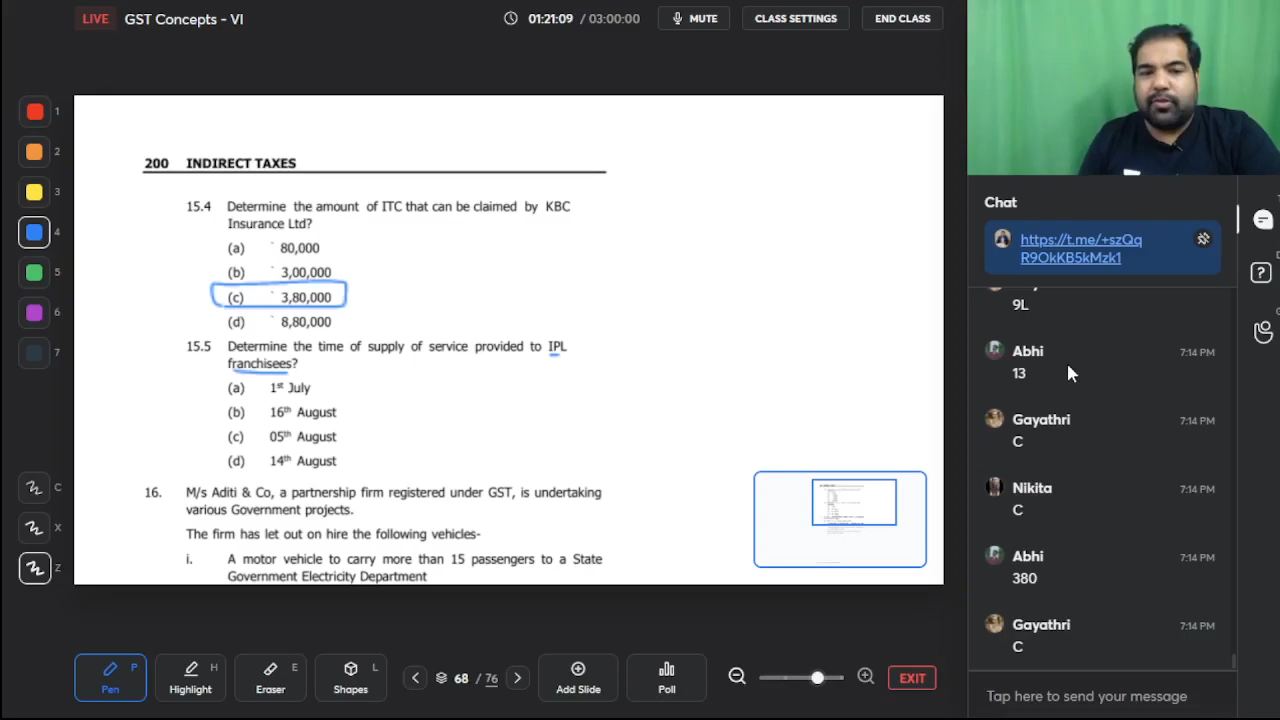 LIVE GST Concepts - VI
01:21:09 / 03:00:00
MUTE
CLASS SETTINGS
END CLASS
1
2
3
4
5
6
7
C
X
Z
200 INDIRECT TAXES
15.4 Determine the amount of ITC that can be claimed by KBC
Insurance Ltd?
(a) ` 80,000
(b) ` 3,00,000
(c) ` 3,80,000
(d) ` 8,80,000
15.5 Determine the time of supply of service provided to IPL
franchisees?
(a) 1st July
(b) 16th August
(c) 05th August
(d) 14th August
16. M/s Aditi & Co, a partnership firm registered under GST, is undertaking
various Government projects.
The firm has let out on hire the following vehicles-
i. A motor vehicle to carry more than 15 passengers to a State
Government Electricity Department
Chat
https://t.me/+szQq
R9OkKB5kMzk1
9L
Abhi 7:14 PM
13
Gayathri 7:14 PM
C
Nikita 7:14 PM
C
Abhi 7:14 PM
380
Gayathri 7:14 PM
C
Tap here to send your message
Pen P
Highlight H
Eraser E
Shapes L
68 / 76
Add Slide
Poll
EXIT